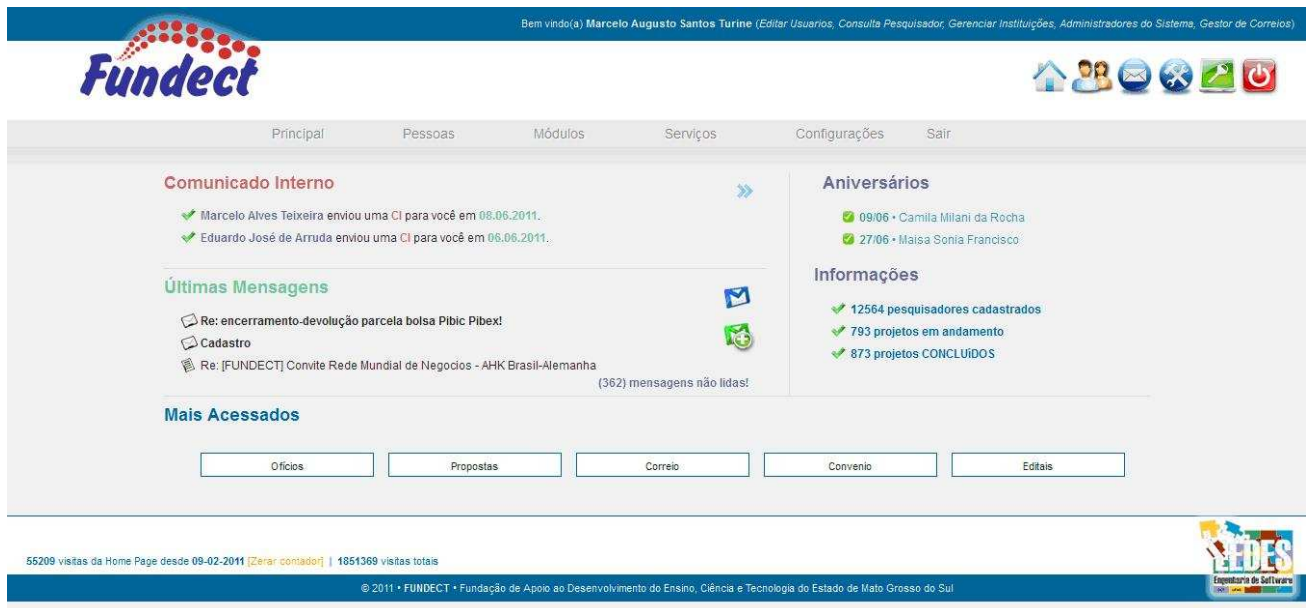 Bem vindo(a) Marcelo Augusto Santos Turine (Editar Usuarios, Consulta Pesquisador, Gerenciar Instituições, Administradores do Sistema, Gestor de Correios)
Fundect
Principal Pessoas Módulos Serviços Configurações Sair
Comunicado Interno
Marcelo Alves Teixeira enviou uma CI para você em 08.06.2011.
Eduardo José de Arruda enviou uma CI para você em 06.06.2011.
Aniversários
09/06 • Camila Milani da Rocha
27/06 • Maisa Sonia Francisco
Últimas Mensagens
Re: encerramento-devolução parcela bolsa Pibic Pibex!
Cadastro
Re: [FUNDECT] Convite Rede Mundial de Negocios - AHK Brasil-Alemanha
(362) mensagens não lidas!
Informações
12564 pesquisadores cadastrados
793 projetos em andamento
873 projetos CONCLUíDOS
Mais Acessados
Ofícios Propostas Correio Convenio Editais
55209 visitas da Home Page desde 09-02-2011 [Zerar contador] | 1851369 visitas totais
LEDES
Engenharia de Software
© 2011 • FUNDECT • Fundação de Apoio ao Desenvolvimento do Ensino, Ciência e Tecnologia do Estado de Mato Grosso do Sul